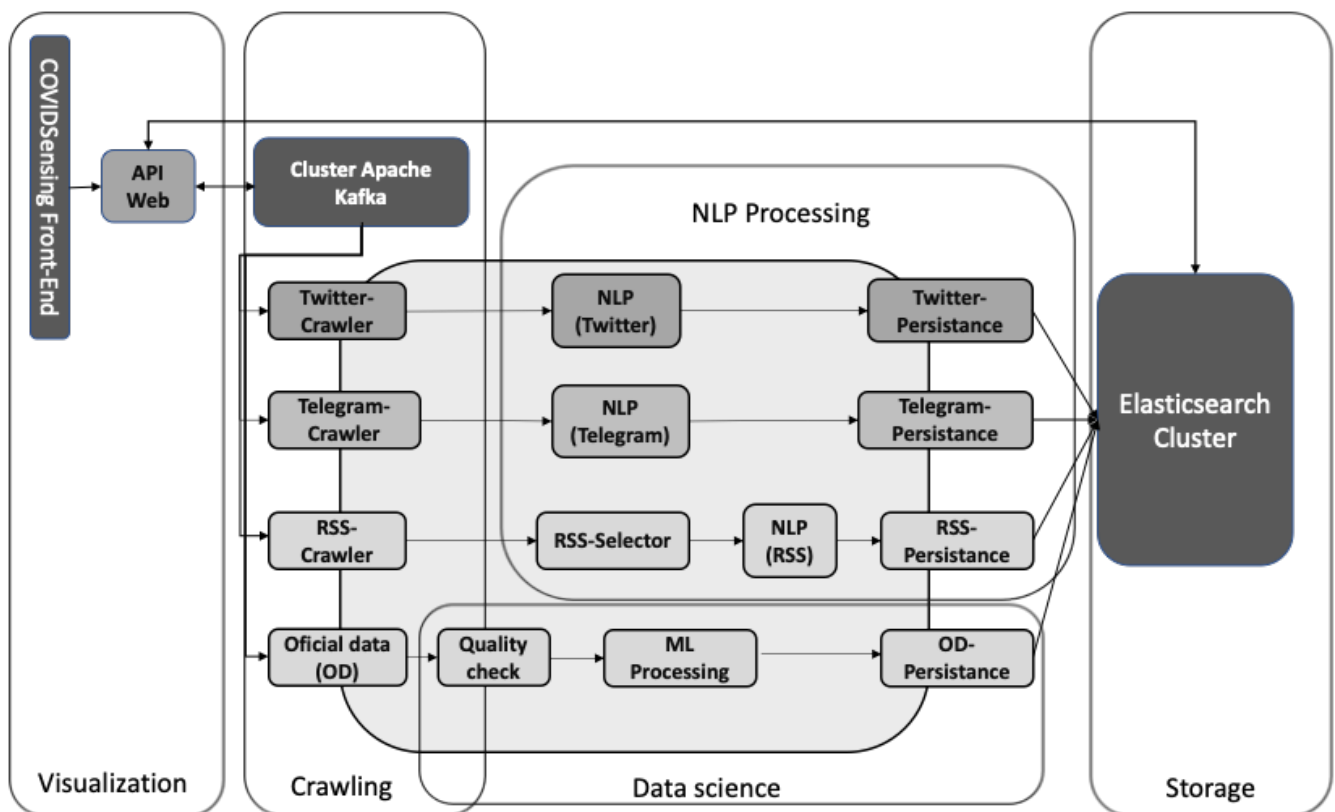 COVIDSensing Front-End
API
Web
Cluster Apache
Kafka
NLP Processing
Twitter-
Crawler
NLP
(Twitter)
Twitter-
Persistance
Telegram-
Crawler
NLP
(Telegram)
Telegram-
Persistance
Elasticsearch
Cluster
RSS-
Crawler
RSS-Selector
NLP
(RSS)
RSS-
Persistance
Oficial data
(OD)
Quality
check
ML
Processing
OD-
Persistance
Visualization
Crawling
Data science
Storage